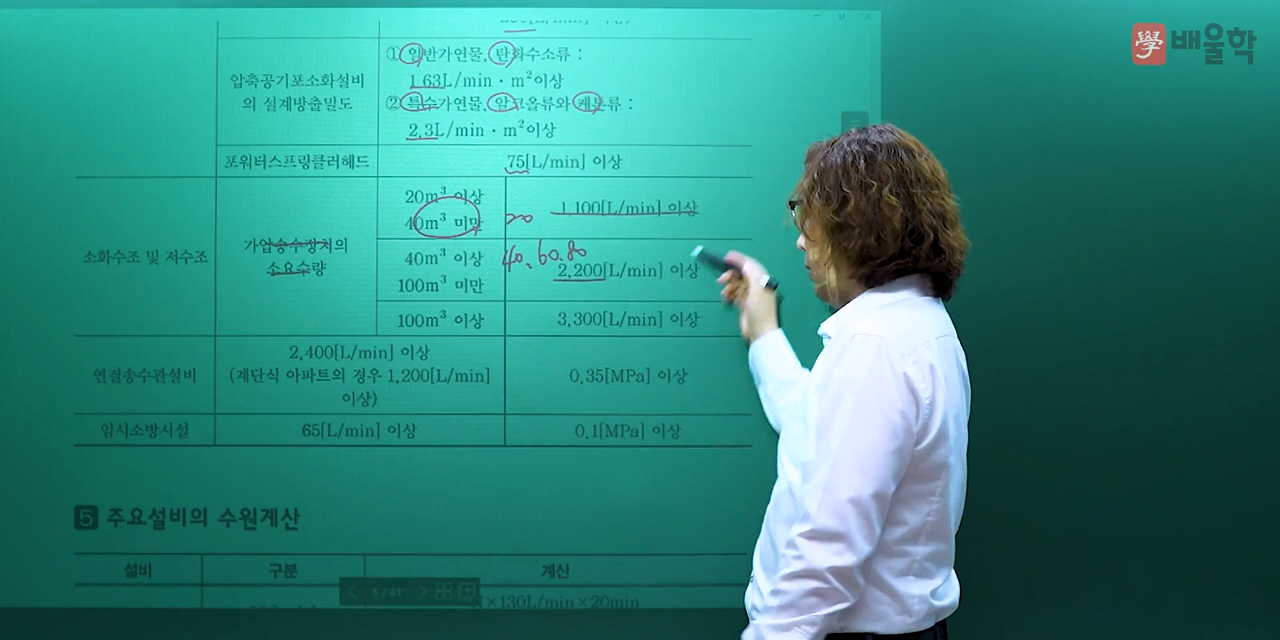 學 배울학
압축공기포소화설비
의 설계방출밀도
① 일반가연물, 탄화수소류 :
1.63L/min · m²이상
② 특수가연물, 알코올류와 케톤류 :
2.3L/min · m²이상
포워터스프링클러헤드
75[L/min] 이상
소화수조 및 저수조
가압송수장치의
소요수량
20m³ 이상
40m³ 미만
20
1,100[L/min] 이상
40m³ 이상
100m³ 미만
40. 60. 80
2,200[L/min] 이상
100m³ 이상
3,300[L/min] 이상
연결송수관설비
2,400[L/min] 이상
(계단식 아파트의 경우 1,200[L/min]
이상)
0.35[MPa] 이상
임시소방시설
65[L/min] 이상
0.1[MPa] 이상
5 주요설비의 수원계산
설비
구분
계산
5/61
×130L/min×20min